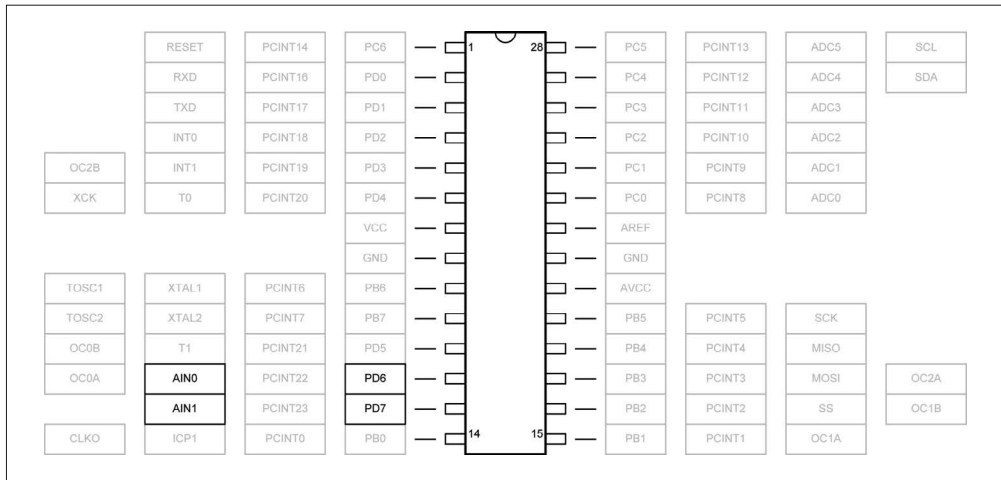 RESET PCINT14 PC6 1 28 PC5 PCINT13 ADC5 SCL
RXD PCINT16 PD0 PC4 PCINT12 ADC4 SDA
TXD PCINT17 PD1 PC3 PCINT11 ADC3
INT0 PCINT18 PD2 PC2 PCINT10 ADC2
OC2B INT1 PCINT19 PD3 PC1 PCINT9 ADC1
XCK T0 PCINT20 PD4 PC0 PCINT8 ADC0
VCC AREF
GND GND
TOSC1 XTAL1 PCINT6 PB6 AVCC
TOSC2 XTAL2 PCINT7 PB7 PB5 PCINT5 SCK
OC0B T1 PCINT21 PD5 PB4 PCINT4 MISO
OC0A AIN0 PCINT22 PD6 PB3 PCINT3 MOSI OC2A
AIN1 PCINT23 PD7 PB2 PCINT2 SS OC1B
CLKO ICP1 PCINT0 PB0 14 15 PB1 PCINT1 OC1A